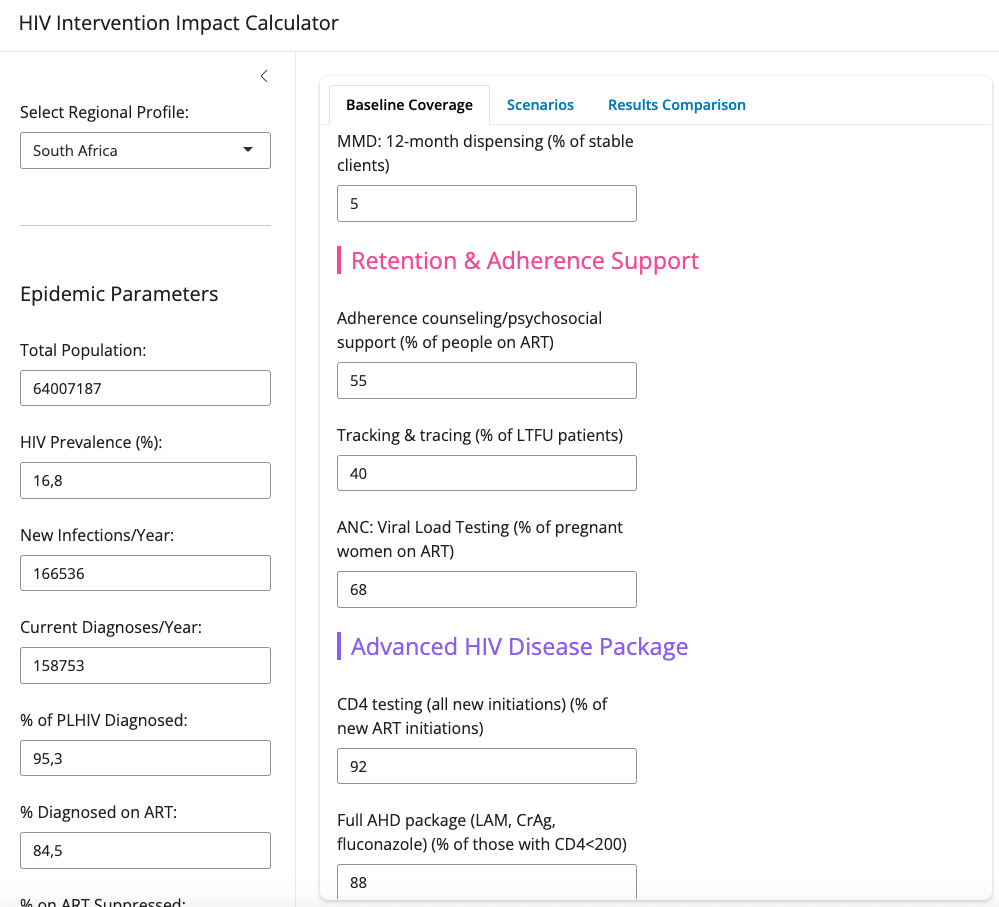 HIV Intervention Impact Calculator
Select Regional Profile:
South Africa
Epidemic Parameters
Total Population:
64007187
HIV Prevalence (%):
16,8
New Infections/Year:
166536
Current Diagnoses/Year:
158753
% of PLHIV Diagnosed:
95,3
% Diagnosed on ART:
84,5
% on ART Suppressed:
Baseline Coverage
Scenarios
Results Comparison
MMD: 12-month dispensing (% of stable
clients)
5
Retention & Adherence Support
Adherence counseling/psychosocial
support (% of people on ART)
55
Tracking & tracing (% of LTFU patients)
40
ANC: Viral Load Testing (% of pregnant
women on ART)
68
Advanced HIV Disease Package
CD4 testing (all new initiations) (% of
new ART initiations)
92
Full AHD package (LAM, CrAg,
fluconazole) (% of those with CD4<200)
88